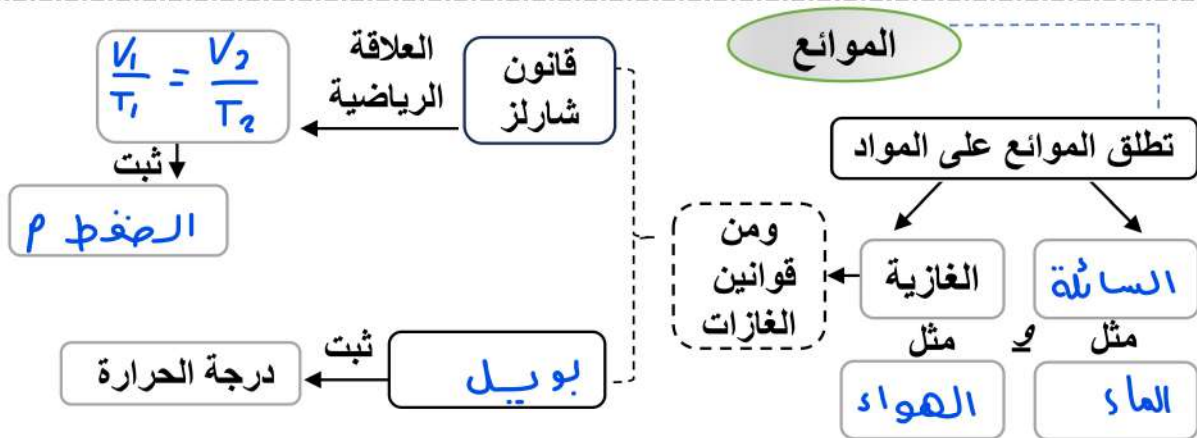 الموائع
تطلق الموائع على المواد
السائلة
مثل
الماء
و
الغازية
مثل
الهواء
ومن
قوانين
الغازات
قانون
شارلز
العلاقة
الرياضية
V₁/T₁ = V₂/T₂
ثبت
الضغط P
بويل
ثبت
درجة الحرارة